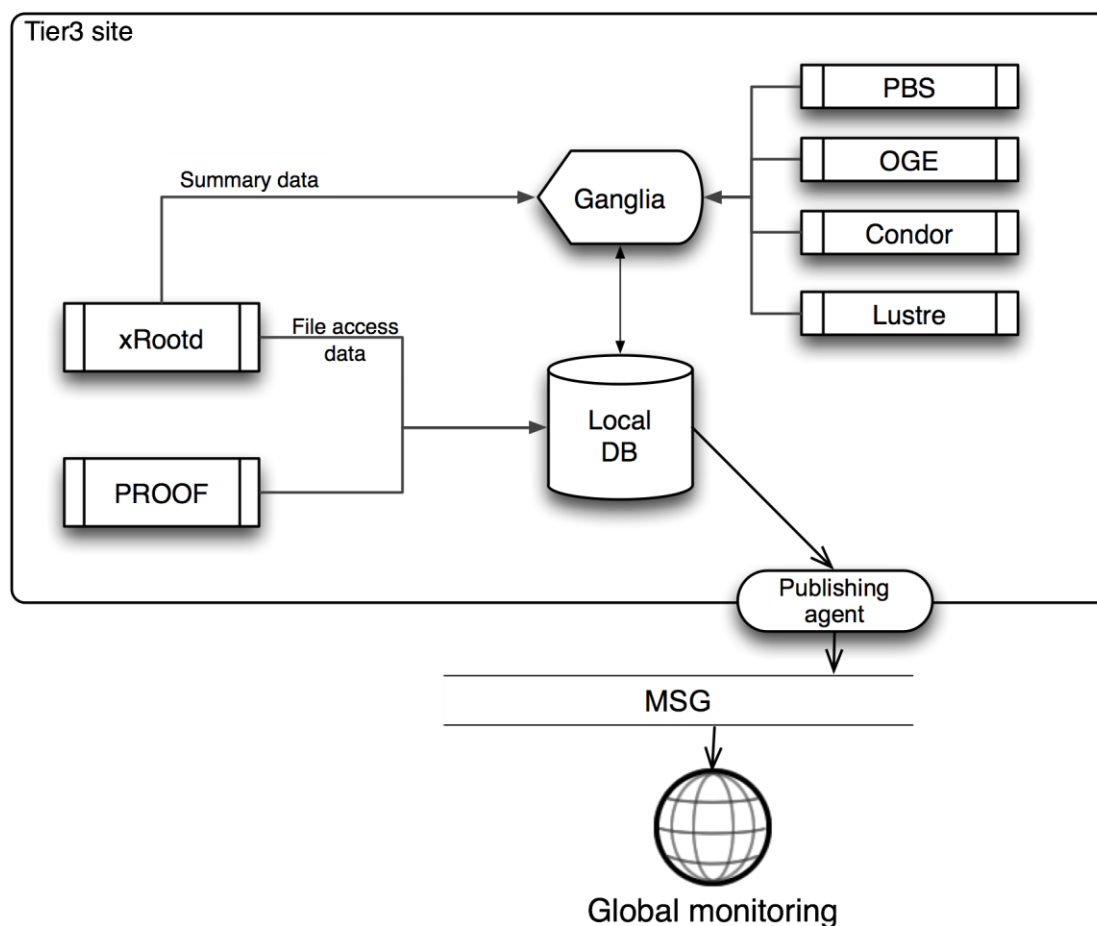 Tier3 site
PBS
OGE
Summary data
Ganglia
Condor
Lustre
xRootd
File access
data
Local
DB
PROOF
Publishing
agent
MSG
Global monitoring